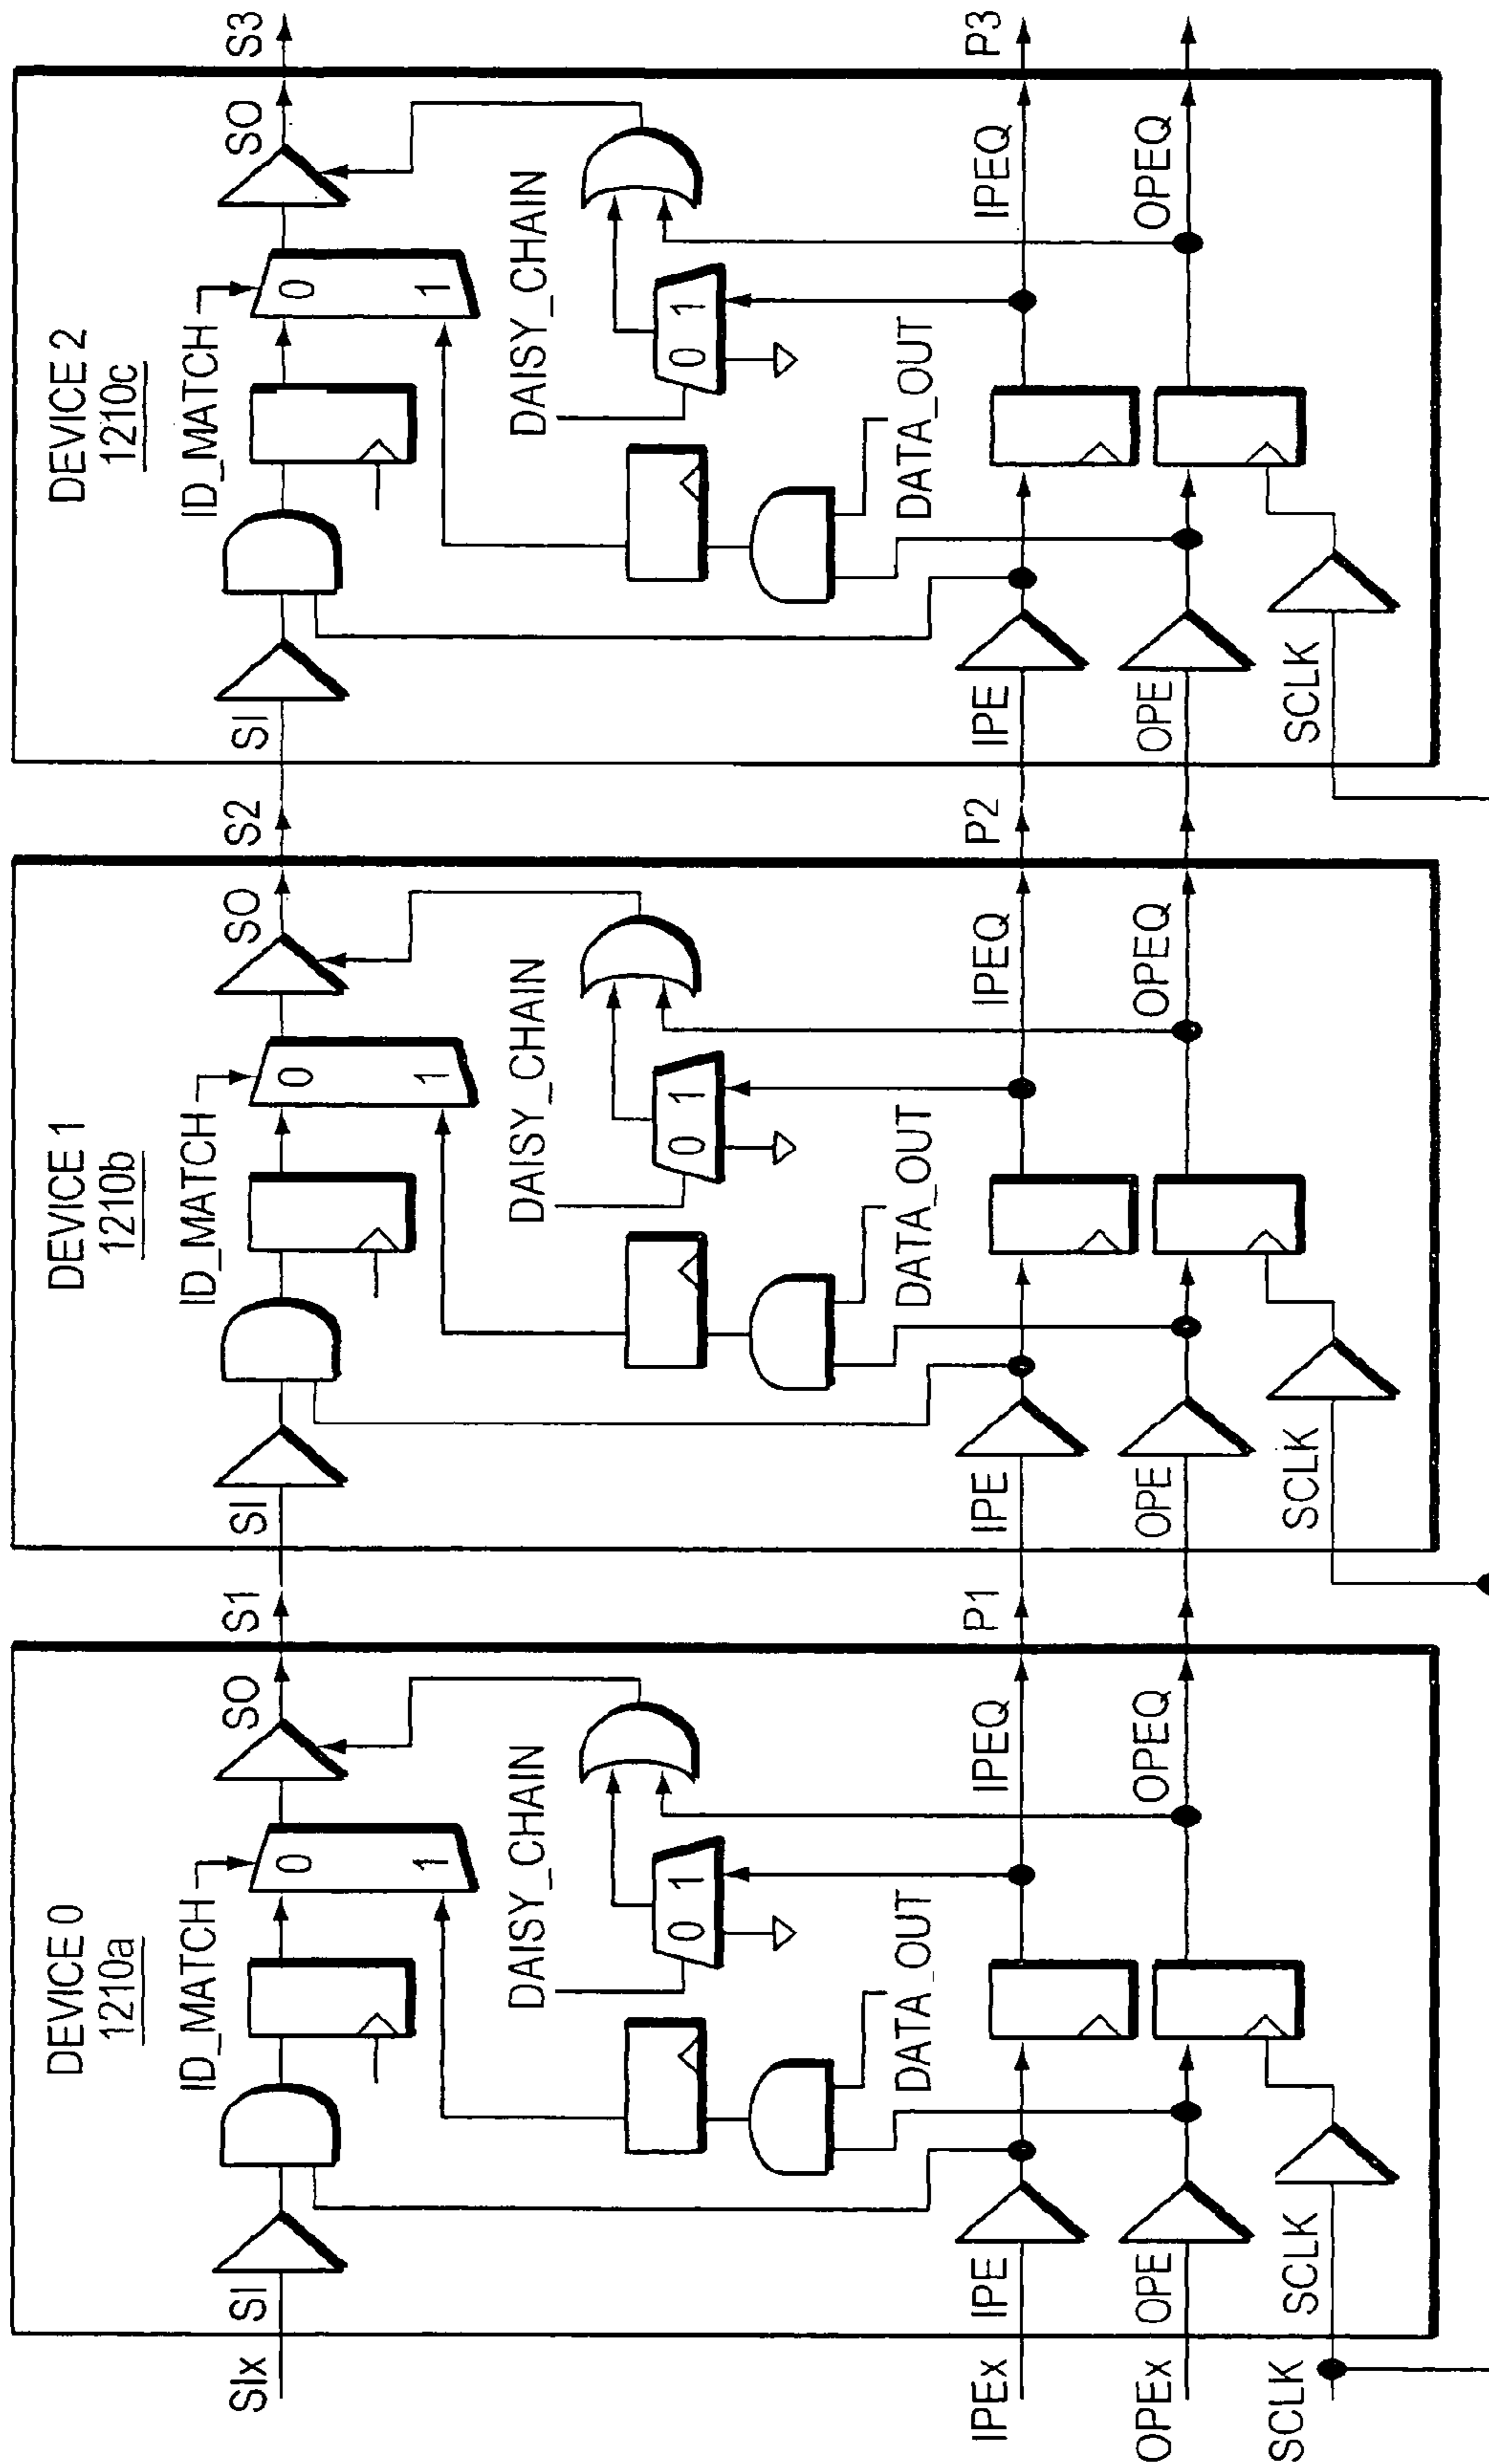 DEVICE 0
1210a
ID_MATCH
SIx
SI
0
1
SO
S1
DAISY_CHAIN
0 1
DATA_OUT
IPEx
IPE
IPEQ
P1
OPEx
OPE
OPEQ
SCLK
SCLK
DEVICE 1
1210b
ID_MATCH
SI
0
1
SO
S2
DAISY_CHAIN
0 1
DATA_OUT
IPE
IPEQ
P2
OPE
OPEQ
SCLK
DEVICE 2
1210c
ID_MATCH
SI
0
1
SO
S3
DAISY_CHAIN
0 1
DATA_OUT
IPE
IPEQ
P3
OPE
OPEQ
SCLK